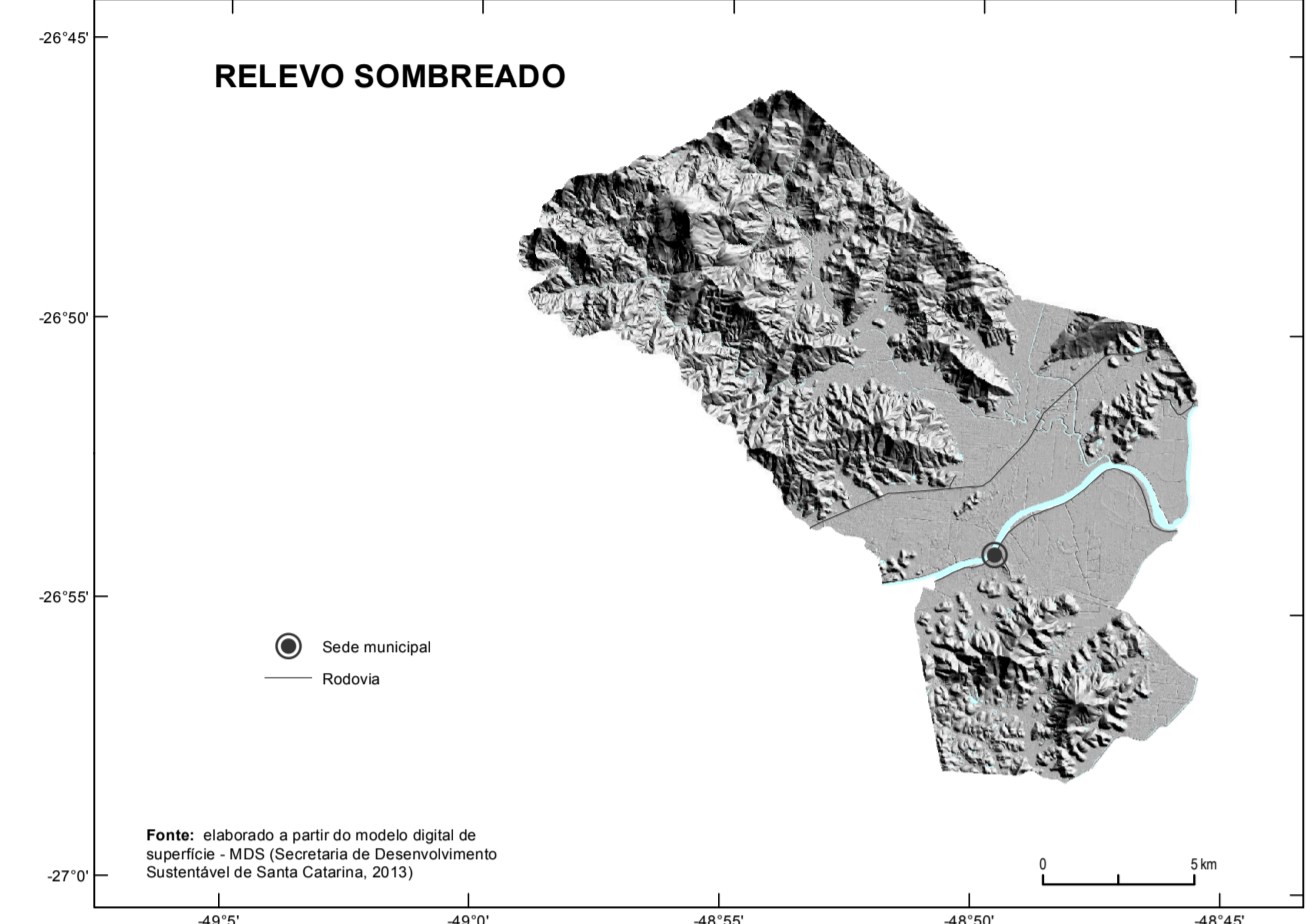 -26°45'
RELEVO SOMBREADO
-26°50'
-26°55'
Sede municipal
Rodovia
Fonte: elaborado a partir do modelo digital de
superfície - MDS (Secretaria de Desenvolvimento
Sustentável de Santa Catarina, 2013)
0 5 km
-27°0'
-49°5' -49°0' -48°55' -48°50' -48°45'